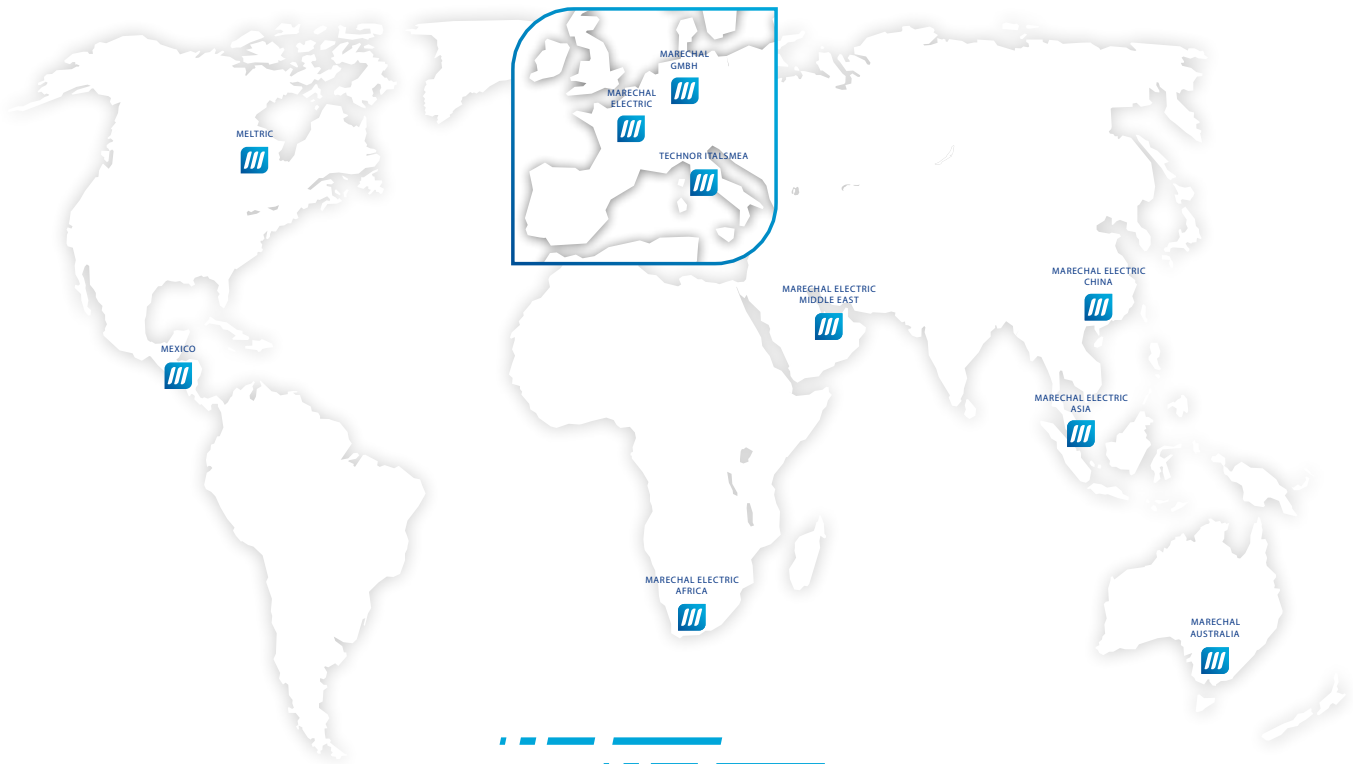 MARECHAL
GMBH
MARECHAL
ELECTRIC
MELTRIC
TECHNOR ITALSMEA
MARECHAL ELECTRIC
CHINA
MARECHAL ELECTRIC
MIDDLE EAST
MEXICO
MARECHAL ELECTRIC
ASIA
MARECHAL ELECTRIC
AFRICA
MARECHAL
AUSTRALIA